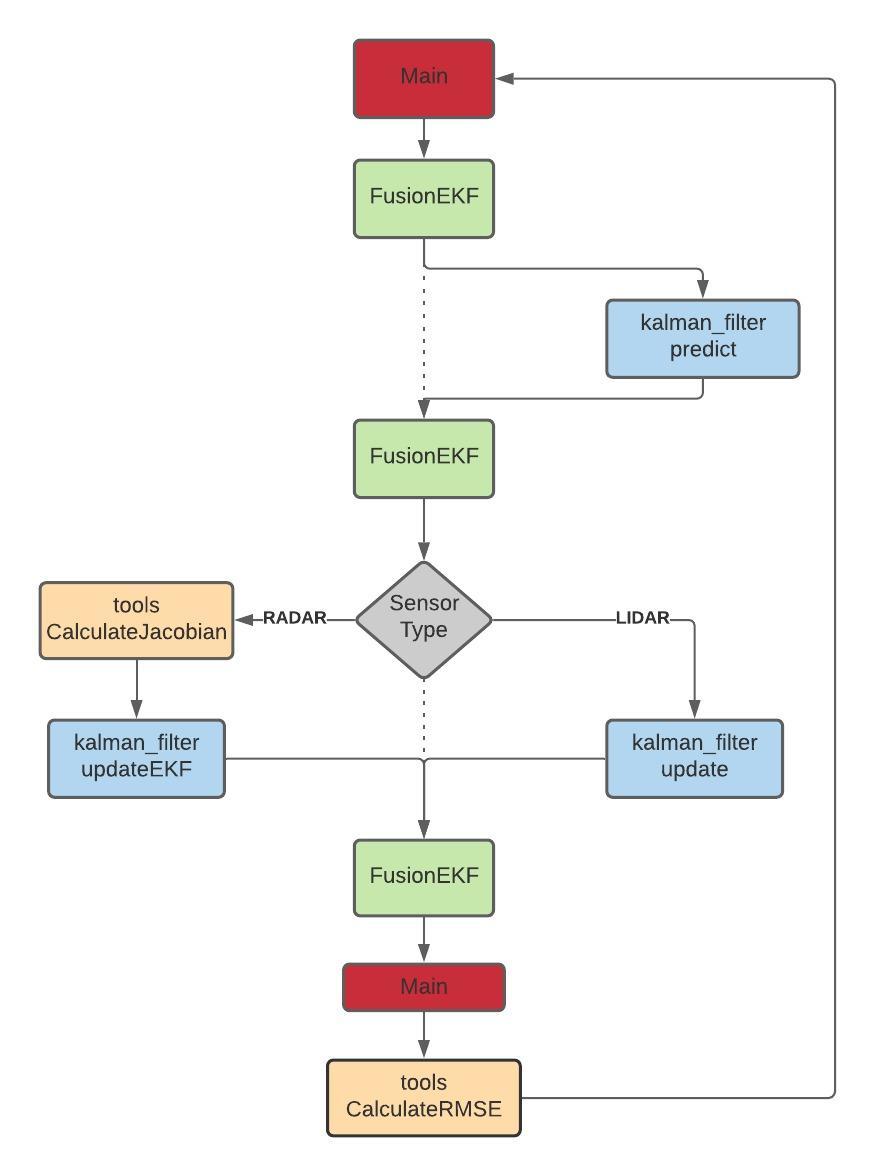 Main
FusionEKF
kalman_filter
predict
FusionEKF
Sensor
Type
RADAR
LIDAR
tools
CalculateJacobian
kalman_filter
updateEKF
kalman_filter
update
FusionEKF
Main
tools
CalculateRMSE